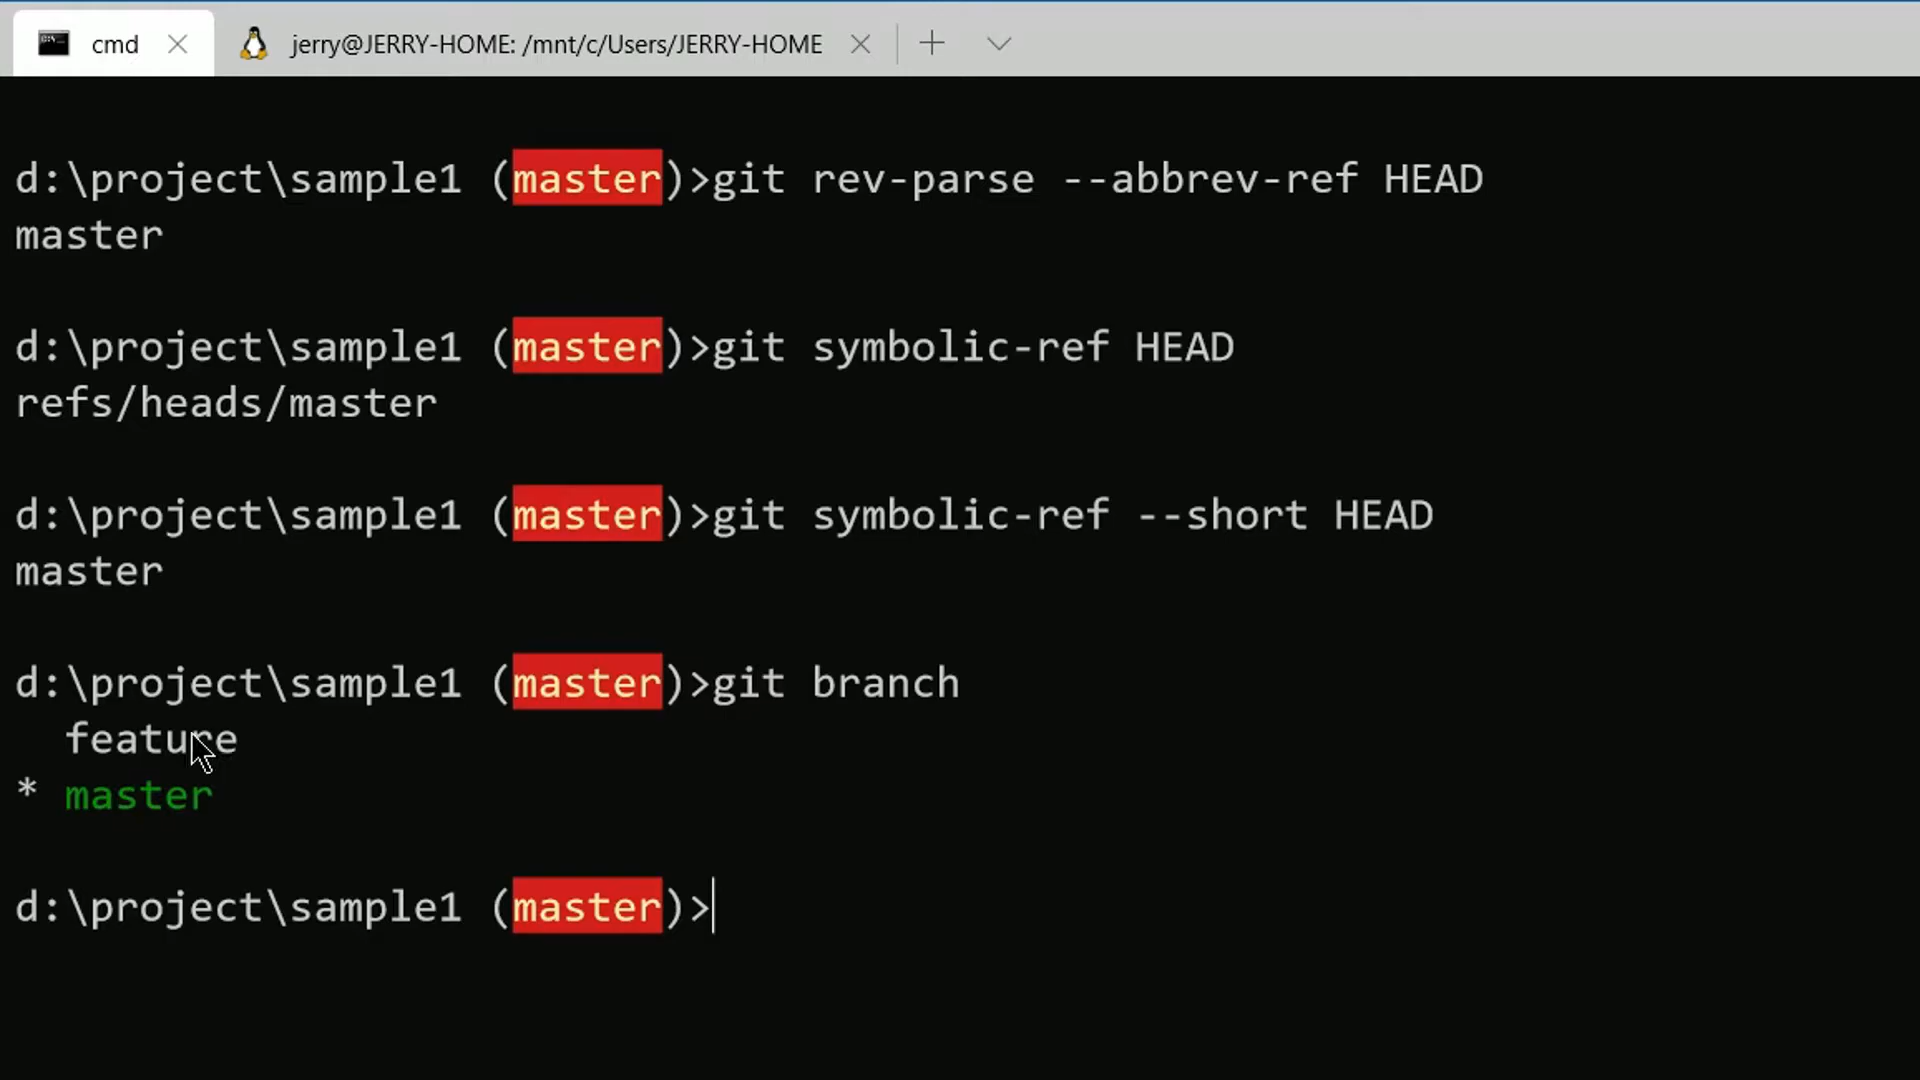 cmd jerry@JERRY-HOME: /mnt/c/Users/JERRY-HOME
d:\project\sample1 (master)>git rev-parse --abbrev-ref HEAD
master
d:\project\sample1 (master)>git symbolic-ref HEAD
refs/heads/master
d:\project\sample1 (master)>git symbolic-ref --short HEAD
master
d:\project\sample1 (master)>git branch
feature
* master
d:\project\sample1 (master)>